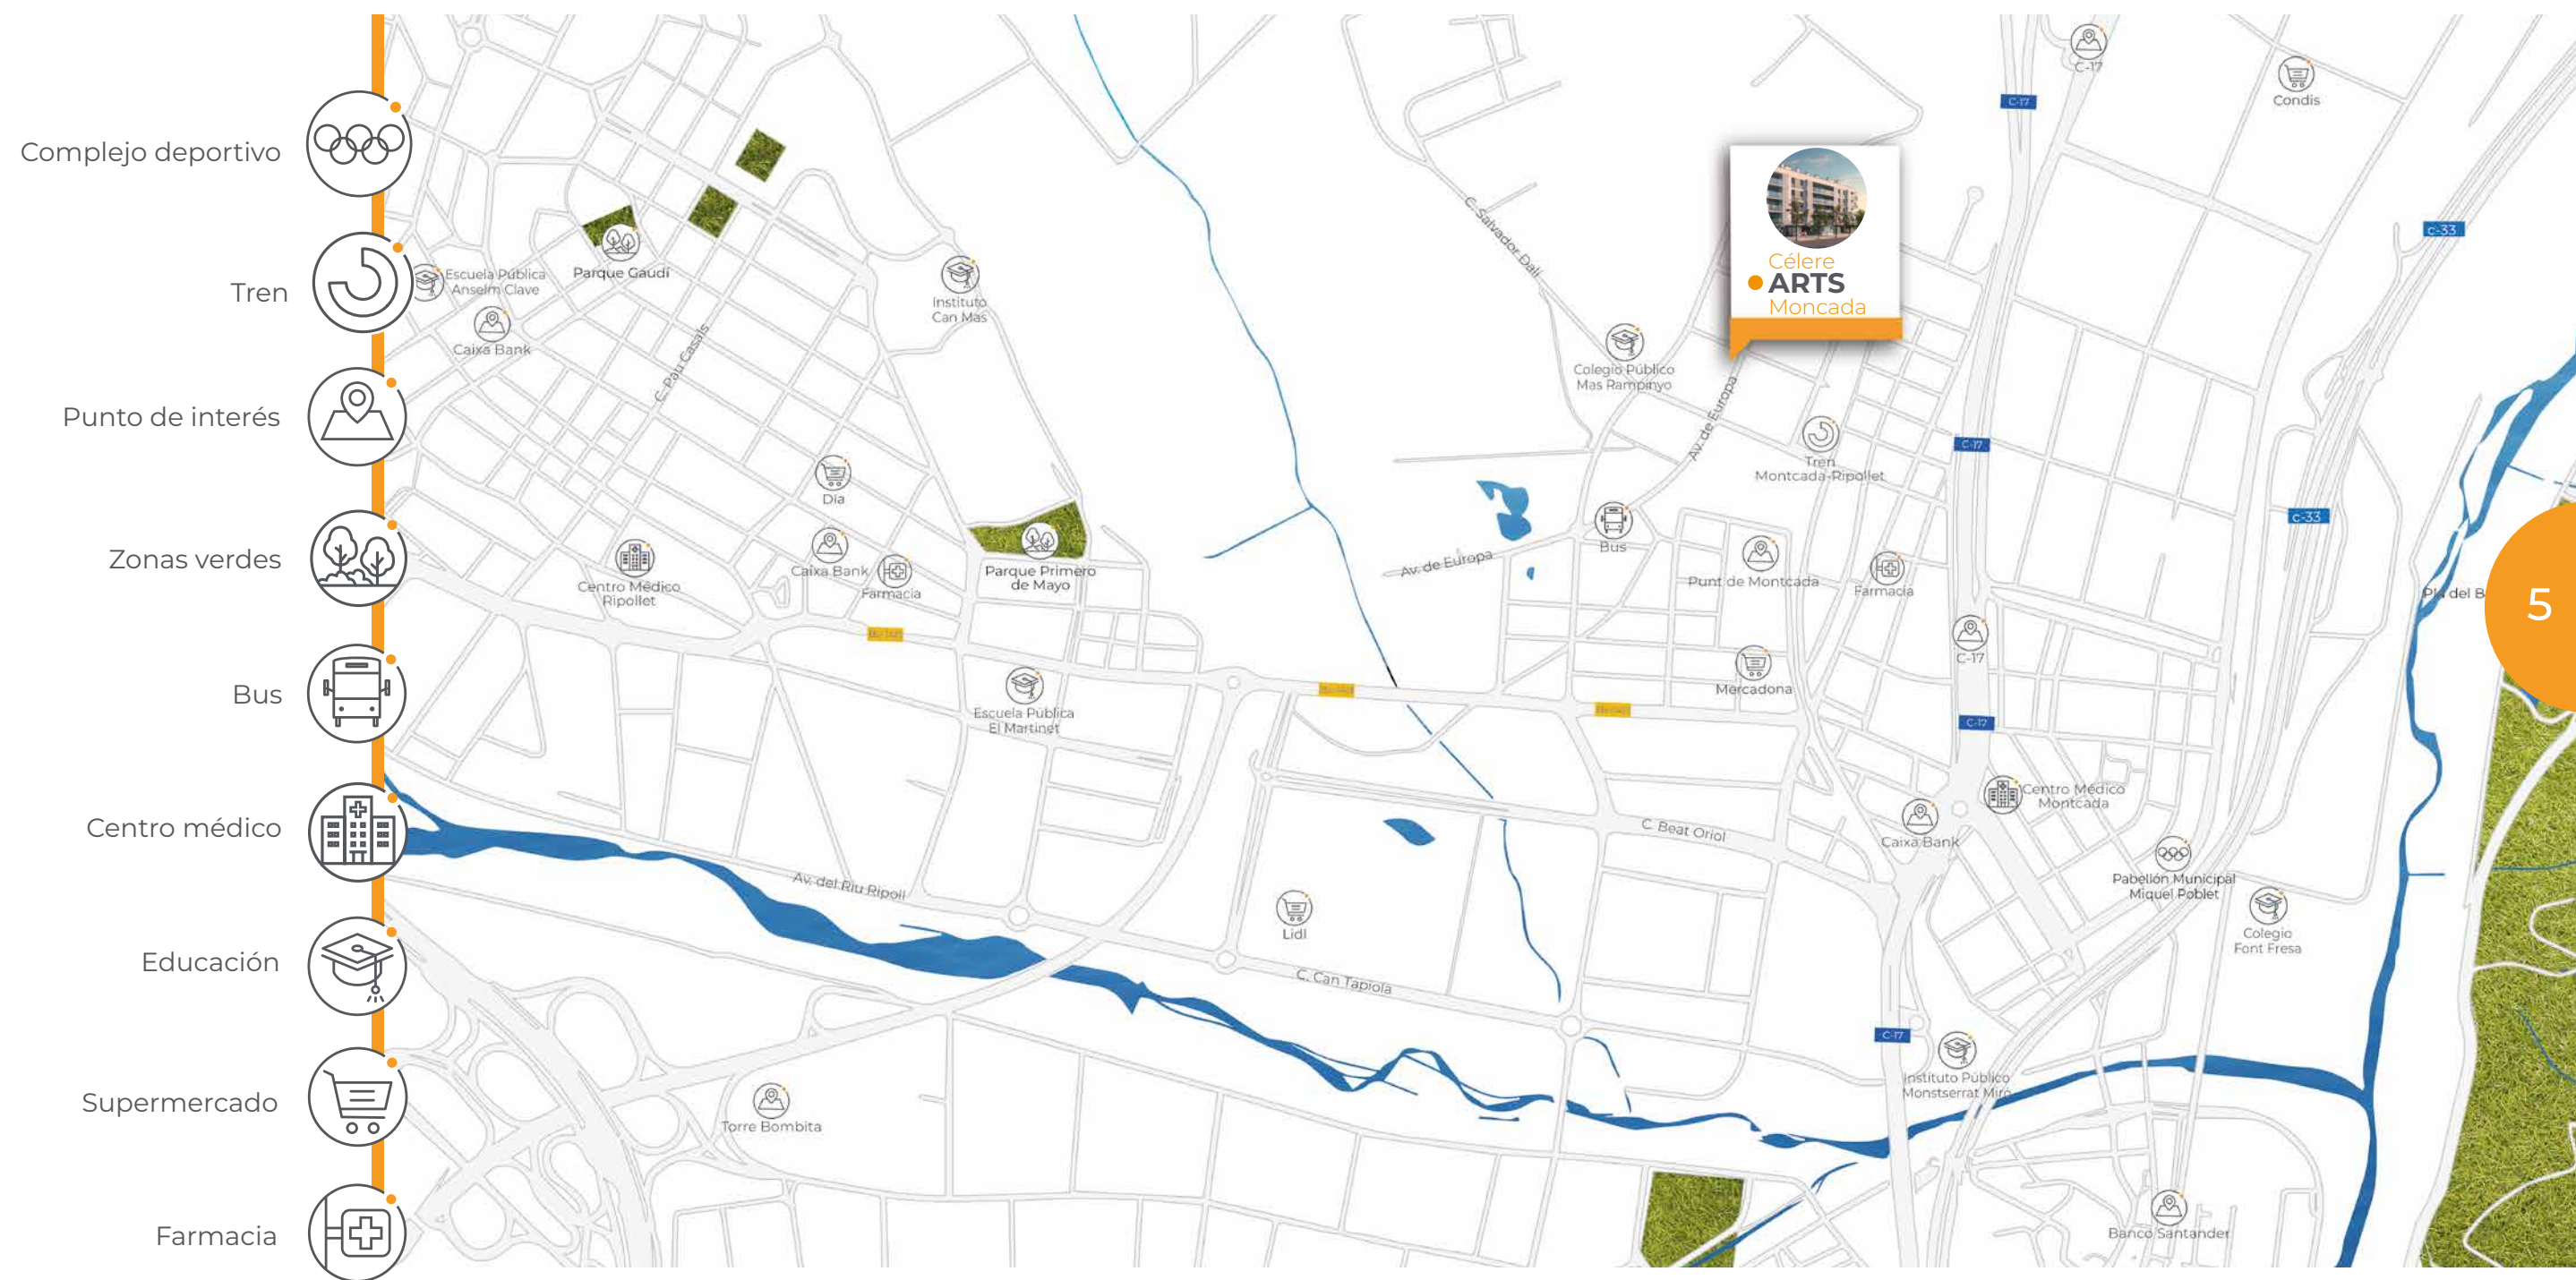 Complejo deportivo
Tren
Punto de interés
Zonas verdes
Bus
Centro médico
Educación
Supermercado
Farmacia
C-17
Condis
C-17
c-33
Célere
ARTS
Moncada
C. Salvador Dalí
Escuela Pública
Anselm Clave
Parque Gaudí
Instituto
Can Mas
Caixa Bank
C. Pau Casals
Colegio Público
Mas Rampinyo
Av. de Europa
C-17
Tren
Montcada-Ripollet
Día
c-33
Bus
Caixa Bank
Farmacia
Centro Médico
Ripollet
Parque Primero
de Mayo
Av. de Europa
Punt de Montcada
Farmacia
5
C-17
Escuela Pública
El Martinet
Mercadona
C-17
Centro Médico
Montcada
C. Beat Oriol
Caixa Bank
Pabellón Municipal
Miquel Poblet
Av. del Riu Ripoll
Lidl
Colegio
Font Fresa
C. Can Tapiola
C-17
Instituto Público
Monstserrat Miró
Torre Bombita
Banco Santander